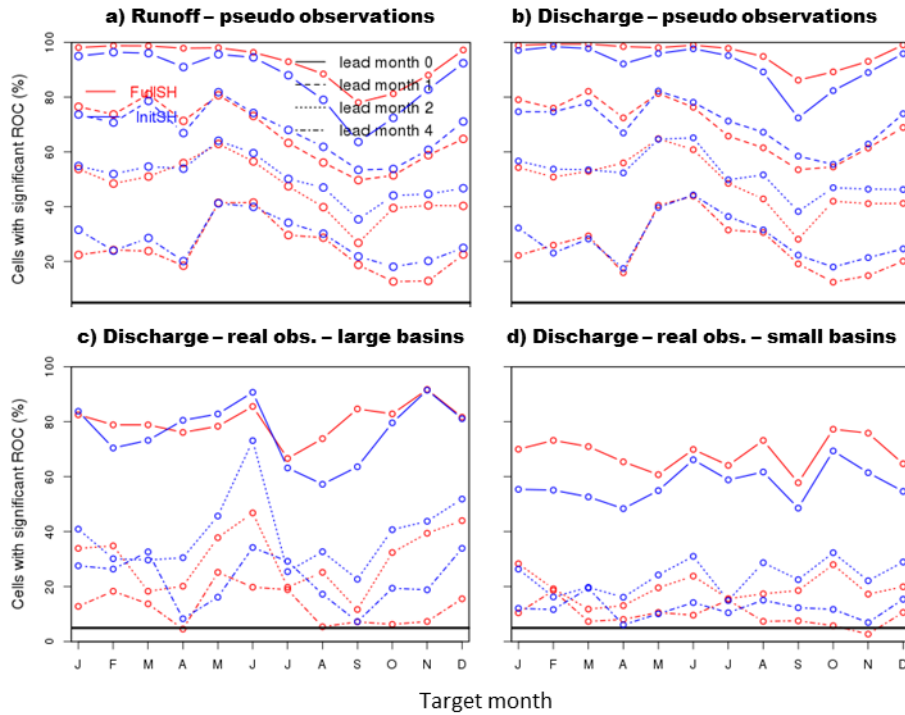 a) Runoff – pseudo observations
b) Discharge – pseudo observations
Cells with significant ROC (%)
100
80
60
40
20
FullSH
InitSH
lead month 0
lead month 1
lead month 2
lead month 4
c) Discharge – real obs. – large basins
d) Discharge – real obs. – small basins
Cells with significant ROC (%)
100
80
60
40
20
0
J F M A M J J A S O N D
J F M A M J J A S O N D
Target month